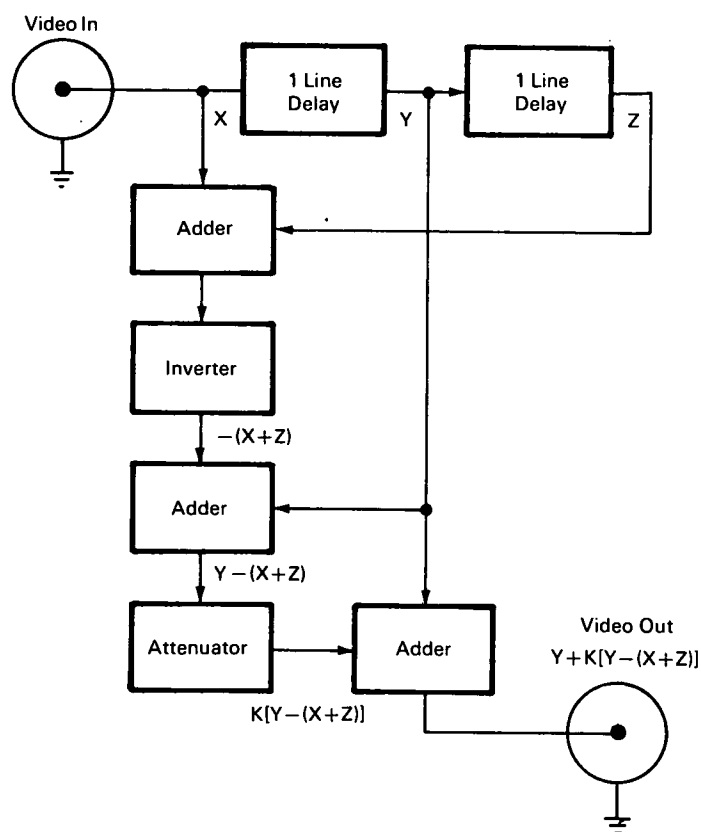 Video In
1 Line
Delay
1 Line
Delay
X
Y
Z
Adder
Inverter
−(X+Z)
Adder
Y−(X+Z)
Attenuator
Adder
Video Out
Y+K[Y−(X+Z)]
K[Y−(X+Z)]